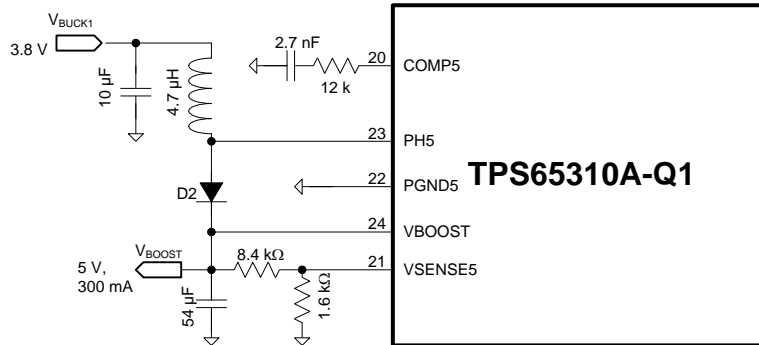 VBUCK1
3.8 V
10 µF
4.7 µH
2.7 nF
12 k
20
COMP5
23
PH5
22
PGND5
TPS65310A-Q1
D2
24
VBOOST
VBOOST
5 V,
300 mA
8.4 kΩ
21
VSENSE5
54 µF
1.6 kΩ